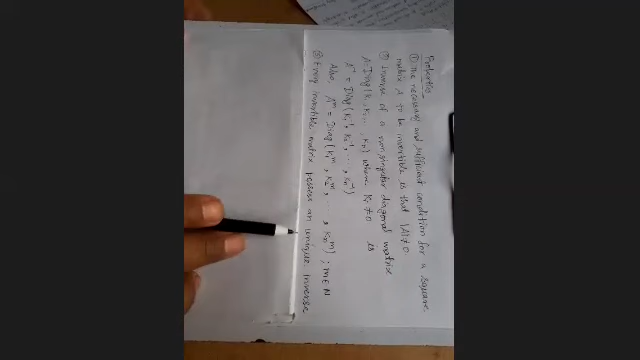 Properties
① The necessary and sufficient condition for a square
matrix A to be invertible is that |A| ≠ 0
② Inverse of a non singular diagonal matrix
A = Diag (K₁, K₂, ..., Kₙ) where Kᵢ ≠ 0 is
A⁻¹ = Diag (K₁⁻¹, K₂⁻¹, ..., Kₙ⁻¹)
Also, Aᵐ = Diag (K₁ᵐ, K₂ᵐ, ..., Kₙᵐ) ; m ∈ N
③ Every invertible matrix possess an unique inverse